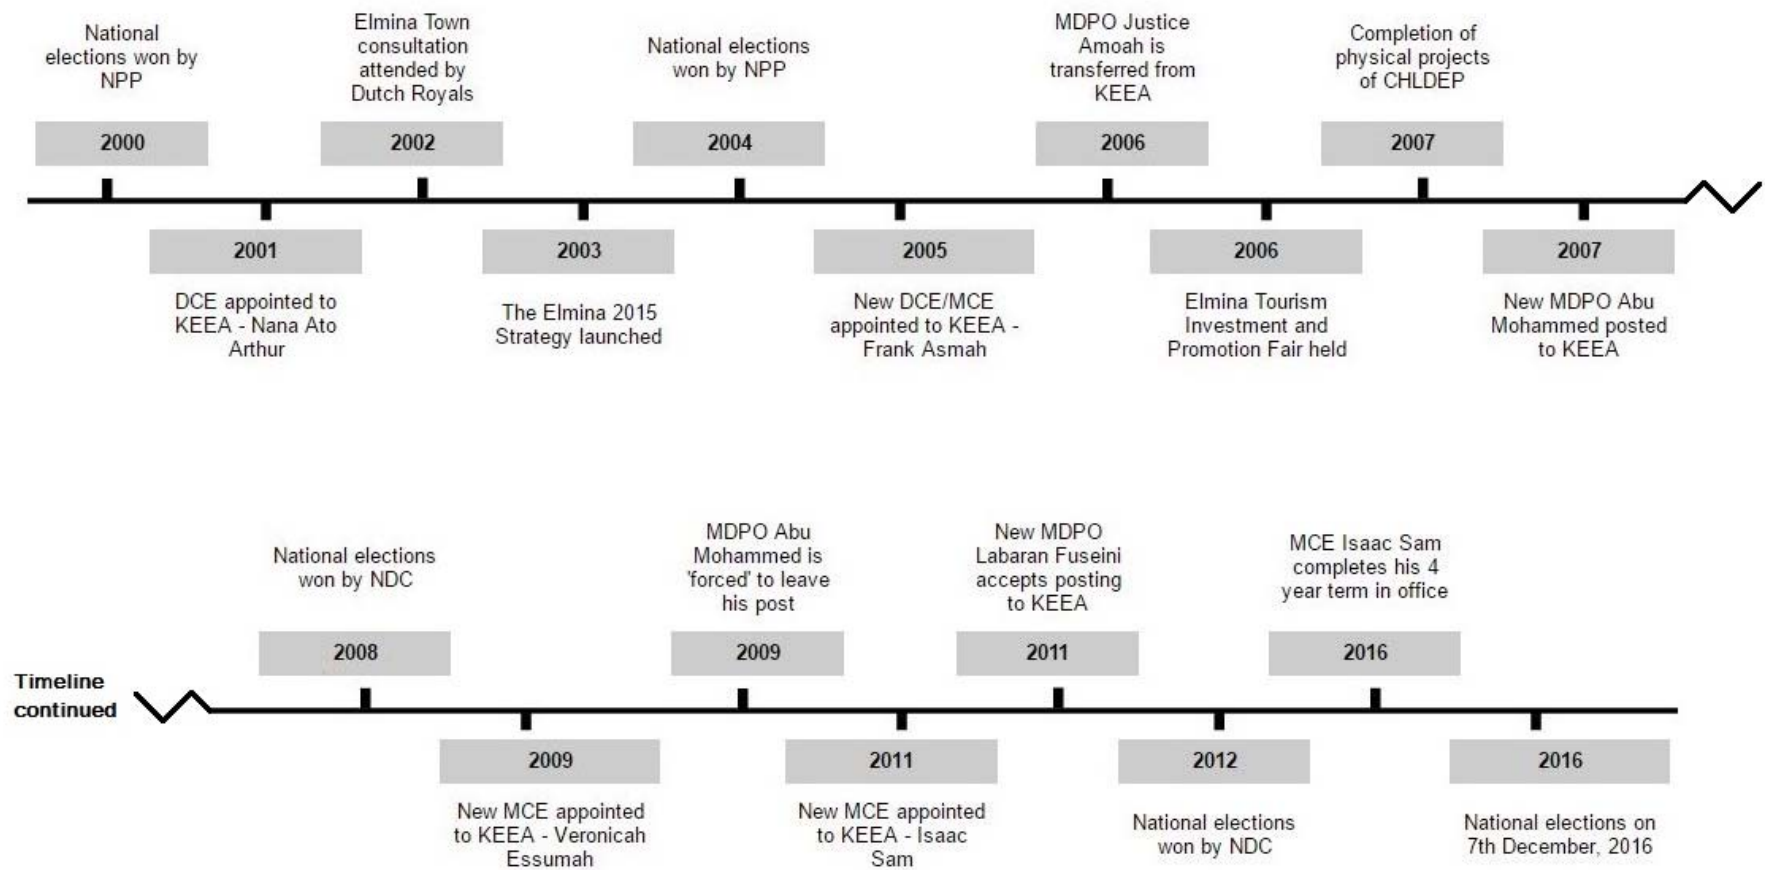 National
elections won by
NPP
2000
2001
DCE appointed to
KEEA - Nana Ato
Arthur
Elmina Town
consultation
attended by
Dutch Royals
2002
2003
The Elmina 2015
Strategy launched
National elections
won by NPP
2004
2005
New DCE/MCE
appointed to KEEA -
Frank Asmah
MDPO Justice
Amoah is
transferred from
KEEA
2006
2006
Elmina Tourism
Investment and
Promotion Fair held
Completion of
physical projects
of CHLDEP
2007
2007
New MDPO Abu
Mohammed posted
to KEEA
Timeline
continued
National elections
won by NDC
2008
2009
New MCE appointed
to KEEA - Veronicah
Essumah
MDPO Abu
Mohammed is
'forced' to leave
his post
2009
2011
New MCE appointed
to KEEA - Isaac
Sam
New MDPO
Labaran Fuseini
accepts posting
to KEEA
2011
2012
National elections
won by NDC
MCE Isaac Sam
completes his 4
year term in office
2016
2016
National elections on
7th December, 2016